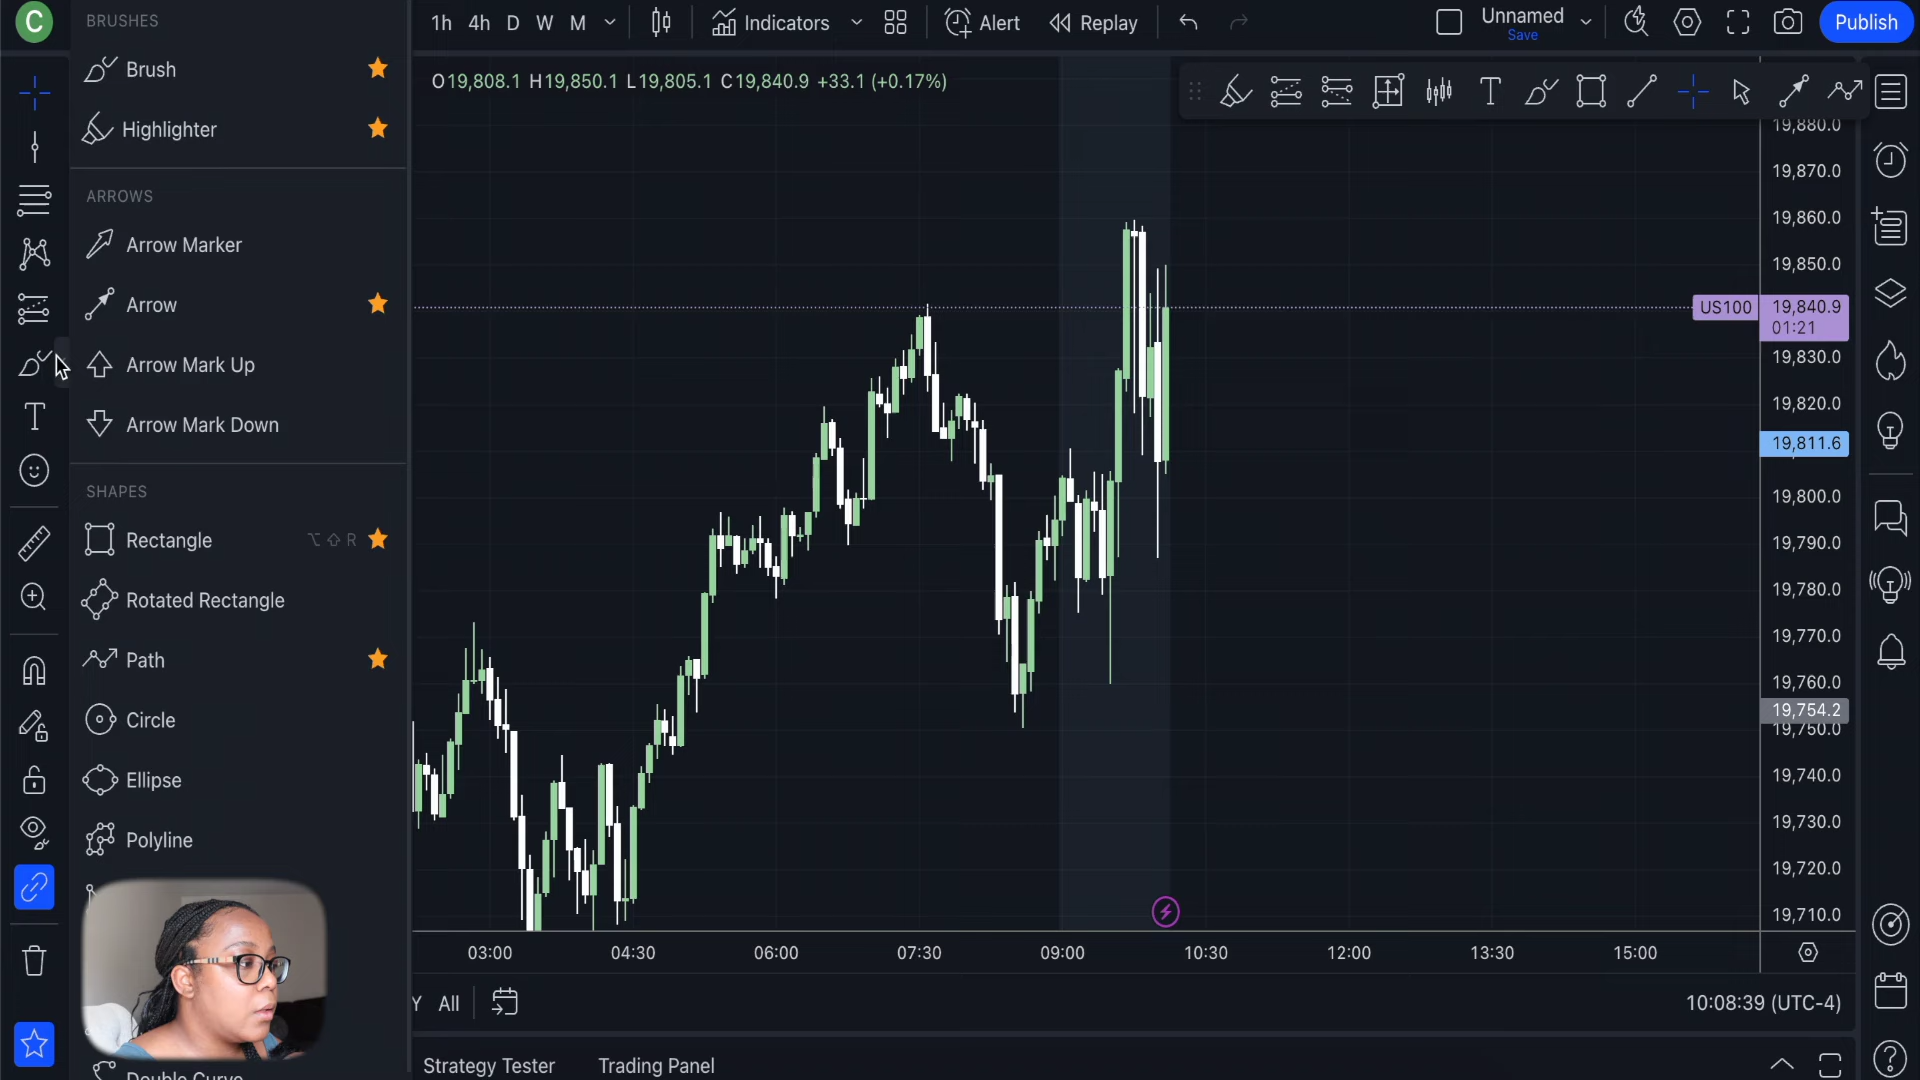 C
BRUSHES
1h 4h D W M
Indicators
Alert
Replay
Unnamed
Save
Publish
Brush
Highlighter
O19,808.1 H19,850.1 L19,805.1 C19,840.9 +33.1 (+0.17%)
T
ARROWS
Arrow Marker
Arrow
Arrow Mark Up
Arrow Mark Down
T
SHAPES
Rectangle ⌥ ⇧ R
Rotated Rectangle
Path
Circle
Ellipse
Polyline
19,880.0
19,870.0
19,860.0
19,850.0
US100 19,840.9
01:21
19,830.0
19,820.0
19,811.6
19,800.0
19,790.0
19,780.0
19,770.0
19,760.0
19,754.2
19,750.0
19,740.0
19,730.0
19,720.0
19,710.0
03:00 04:30 06:00 07:30 09:00 10:30 12:00 13:30 15:00
Y All
10:08:39 (UTC-4)
Double Curve
Strategy Tester Trading Panel